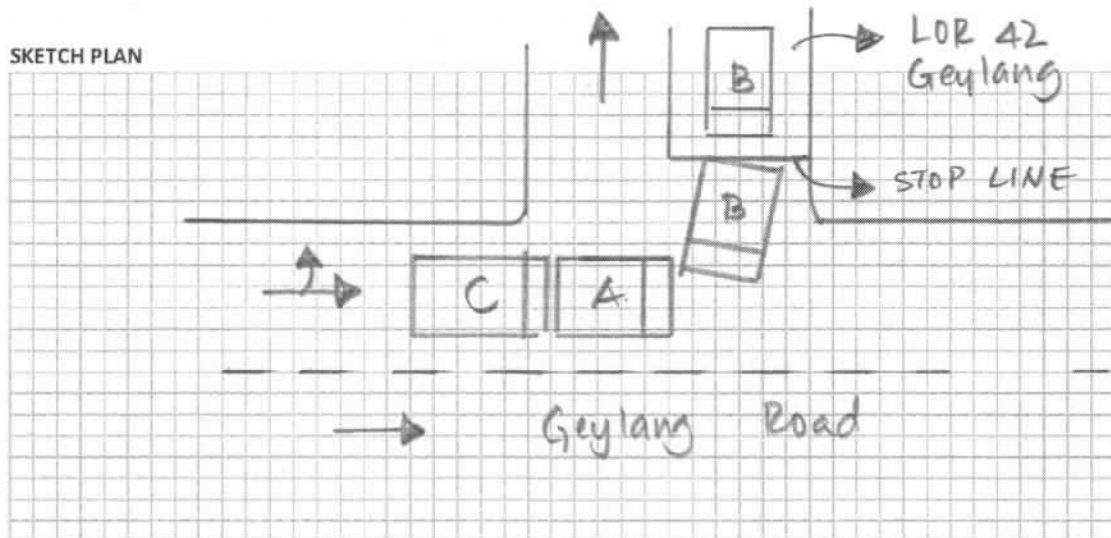 SKETCH PLAN
LOR 42
Geylang
B
STOP LINE
B
C
A
Geylang Road